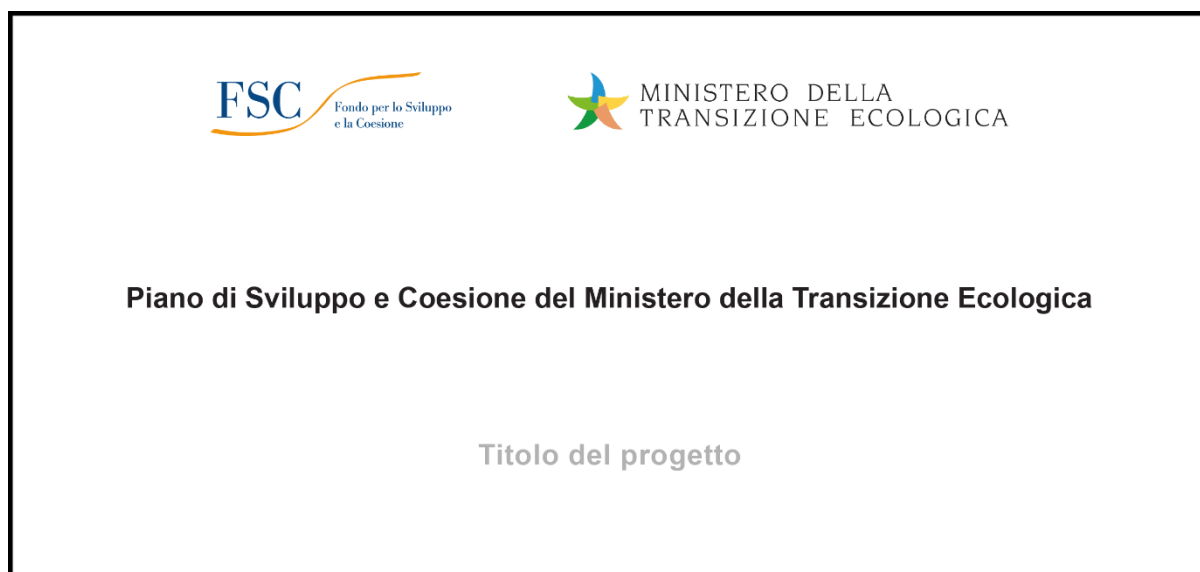 FSC
Fondo per lo Sviluppo
e la Coesione
MINISTERO DELLA
TRANSIZIONE ECOLOGICA
Piano di Sviluppo e Coesione del Ministero della Transizione Ecologica
Titolo del progetto